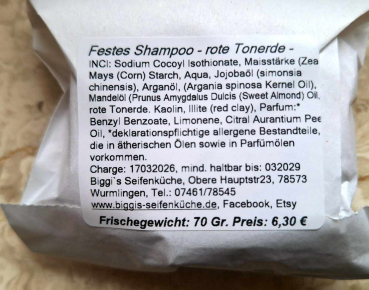 Festes Shampoo - rote Tonerde -
INCI: Sodium Cocoyl Isothionate, Maisstärke (Zea
Mays (Corn) Starch, Aqua, Jojobaöl (simonsia
chinensis), Arganöl, (Argania spinosa Kernel Oil),
Mandelöl (Prunus Amygdalus Dulcis (Sweet Almond) Oil,
rote Tonerde. Kaolin, Illite (red clay), Parfum:*
Benzyl Benzoate, Limonene, Citral Aurantium Pee
Oil, *deklarationspflichtige allergene Bestandteile,
die in ätherischen Ölen sowie in Parfümölen
vorkommen.
Charge: 17032026, mind. haltbar bis: 032029
Biggi`s Seifenküche, Obere Hauptstr23, 78573
Wurmlingen, Tel.: 07461/78545
www.biggis-seifenküche.de, Facebook, Etsy
Frischegewicht: 70 Gr. Preis: 6,30 €